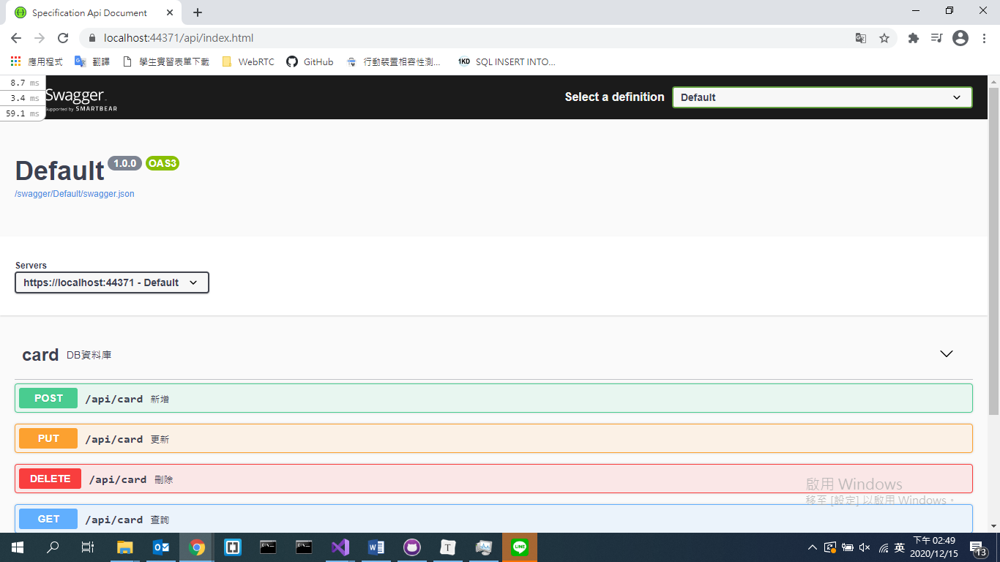 Specification Api Document
localhost:44371/api/index.html
應用程式 翻譯 學生實習表單下載 WebRTC GitHub 行動裝置相容性測... 1KD SQL INSERT INTO...
8.7 ms
3.4 ms
59.1 ms
Swagger
Supported by SMARTBEAR
Select a definition Default
Default 1.0.0 OAS3
/swagger/Default/swagger.json
Servers
https://localhost:44371 - Default
card DB資料庫
POST /api/card 新增
PUT /api/card 更新
DELETE /api/card 刪除
GET /api/card 查詢
啟用 Windows
移至 [設定] 以啟用 Windows。
英
下午 02:49
2020/12/15
13